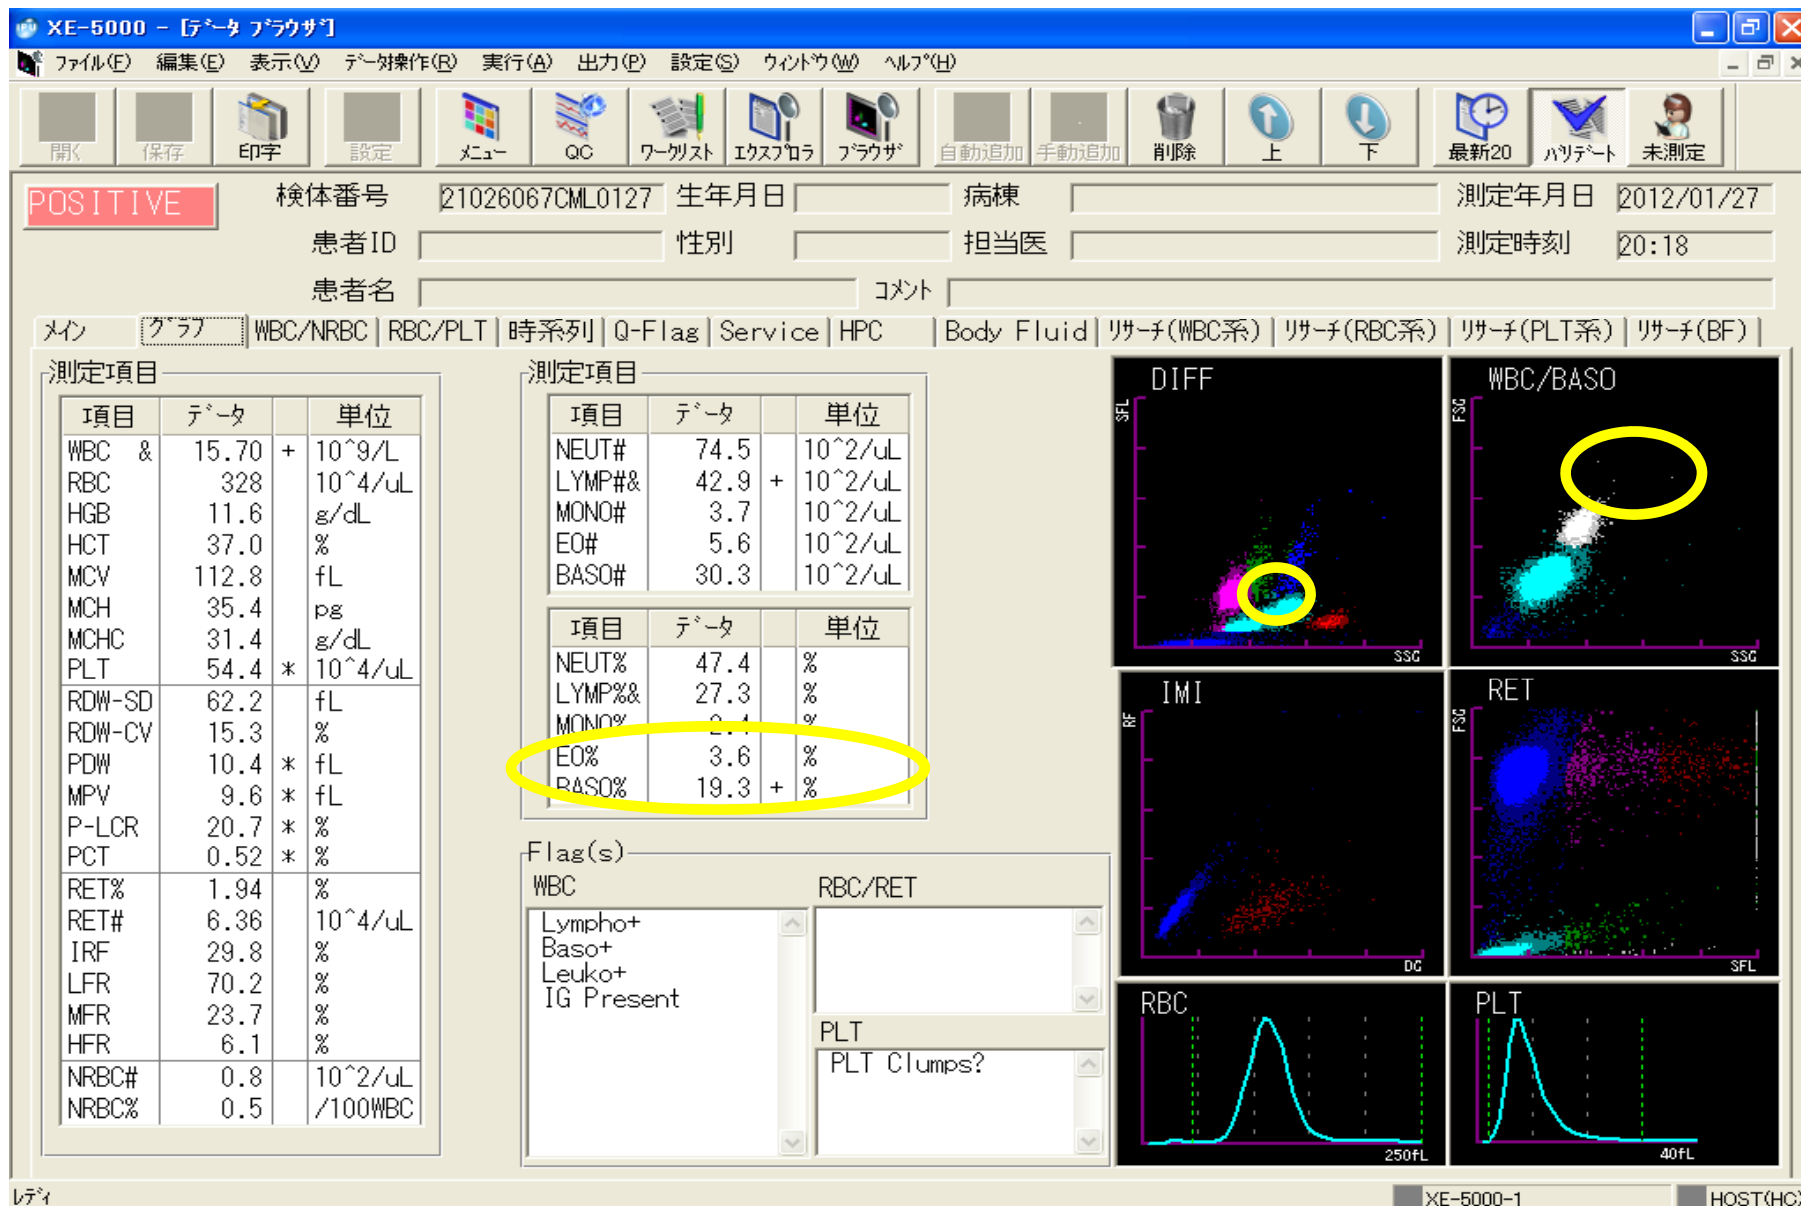 XE-5000 - [ﾃﾞｰﾀ ﾌﾞﾗｳｻﾞ]
ﾌｧｲﾙ(F) 編集(E) 表示(V) ﾃﾞｰﾀ操作(R) 実行(A) 出力(P) 設定(S) ｳｨﾝﾄﾞｳ(W) ﾍﾙﾌﾟ(H)
開く 保存 印字 設定 ﾒﾆｭｰ QC ﾜｰｸﾘｽﾄ ｴｸｽﾌﾟﾛﾗ ﾌﾞﾗｳｻﾞ 自動追加 手動追加 削除 上 下 最新20 ﾊﾞﾘﾃﾞｰﾄ 未測定
POSITIVE 検体番号 21026067CML0127 生年月日 病棟 測定年月日 2012/01/27
患者ID 性別 担当医 測定時刻 20:18
患者名 ｺﾒﾝﾄ
ﾒｲﾝ ｸﾞﾗﾌ WBC/NRBC RBC/PLT 時系列 Q-Flag Service HPC Body Fluid ﾘｻｰﾁ(WBC系) ﾘｻｰﾁ(RBC系) ﾘｻｰﾁ(PLT系) ﾘｻｰﾁ(BF)
測定項目
項目 ﾃﾞｰﾀ 単位
WBC & 15.70 + 10^9/L
RBC 328 10^4/uL
HGB 11.6 g/dL
HCT 37.0 %
MCV 112.8 fL
MCH 35.4 pg
MCHC 31.4 g/dL
PLT 54.4 * 10^4/uL
RDW-SD 62.2 fL
RDW-CV 15.3 %
PDW 10.4 * fL
MPV 9.6 * fL
P-LCR 20.7 * %
PCT 0.52 * %
RET% 1.94 %
RET# 6.36 10^4/uL
IRF 29.8 %
LFR 70.2 %
MFR 23.7 %
HFR 6.1 %
NRBC# 0.8 10^2/uL
NRBC% 0.5 /100WBC
測定項目
項目 ﾃﾞｰﾀ 単位
NEUT# 74.5 10^2/uL
LYMP#& 42.9 + 10^2/uL
MONO# 3.7 10^2/uL
EO# 5.6 10^2/uL
BASO# 30.3 10^2/uL
項目 ﾃﾞｰﾀ 単位
NEUT% 47.4 %
LYMP%& 27.3 %
MONO% 2.4 %
EO% 3.6 %
BASO% 19.3 + %
Flag(s)
WBC
Lympho+
Baso+
Leuko+
IG Present
RBC/RET
PLT
PLT Clumps?
DIFF
SFL
SSC
WBC/BASO
FSC
SSC
IMI
RF
DC
RET
FSC
SFL
RBC
250fL
PLT
40fL
ﾚﾃﾞｨ XE-5000-1 HOST(HC)